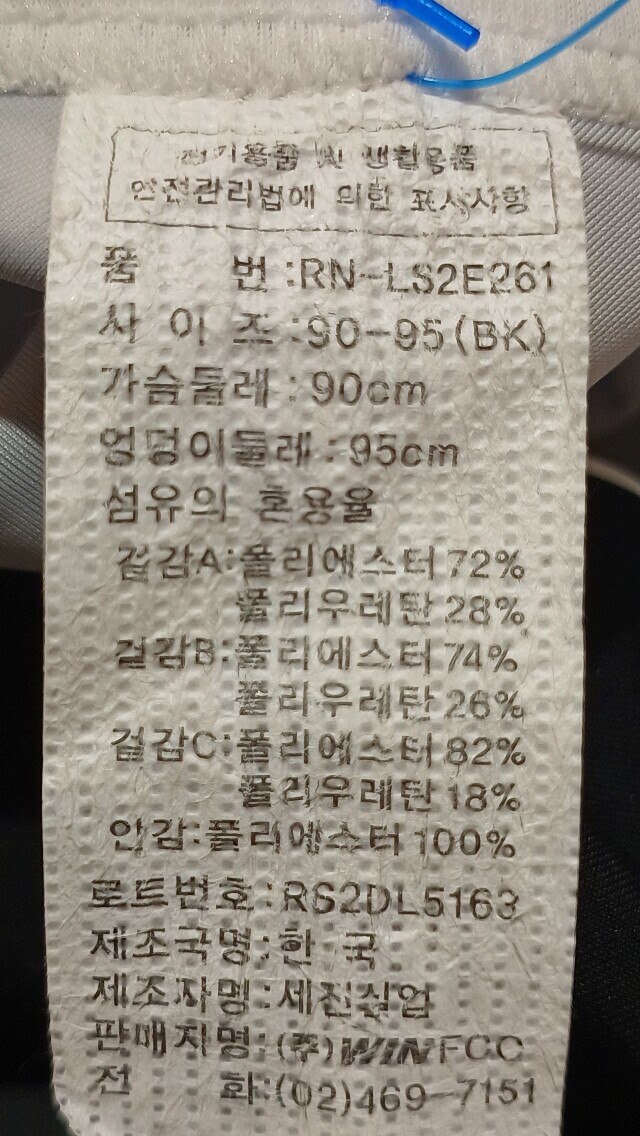 전기용품 및 생활용품
안전관리법에 의한 표시사항
품 번 :RN-LS2E261
사 이 즈 :90-95(BK)
가슴둘레 : 90cm
엉덩이둘레 : 95cm
섬유의 혼용율
겉감A:폴리에스터 72%
폴리우레탄 28%
겉감B:폴리에스터 74%
폴리우레탄 26%
겉감C:폴리에스터 82%
폴리우레탄 18%
안감:폴리에스터 100%
로트번호:RS2DL5163
제조국명:한 국
제조자명:세진실업
판매자명:(주)WIN FCC
전 화:(02)469-7151